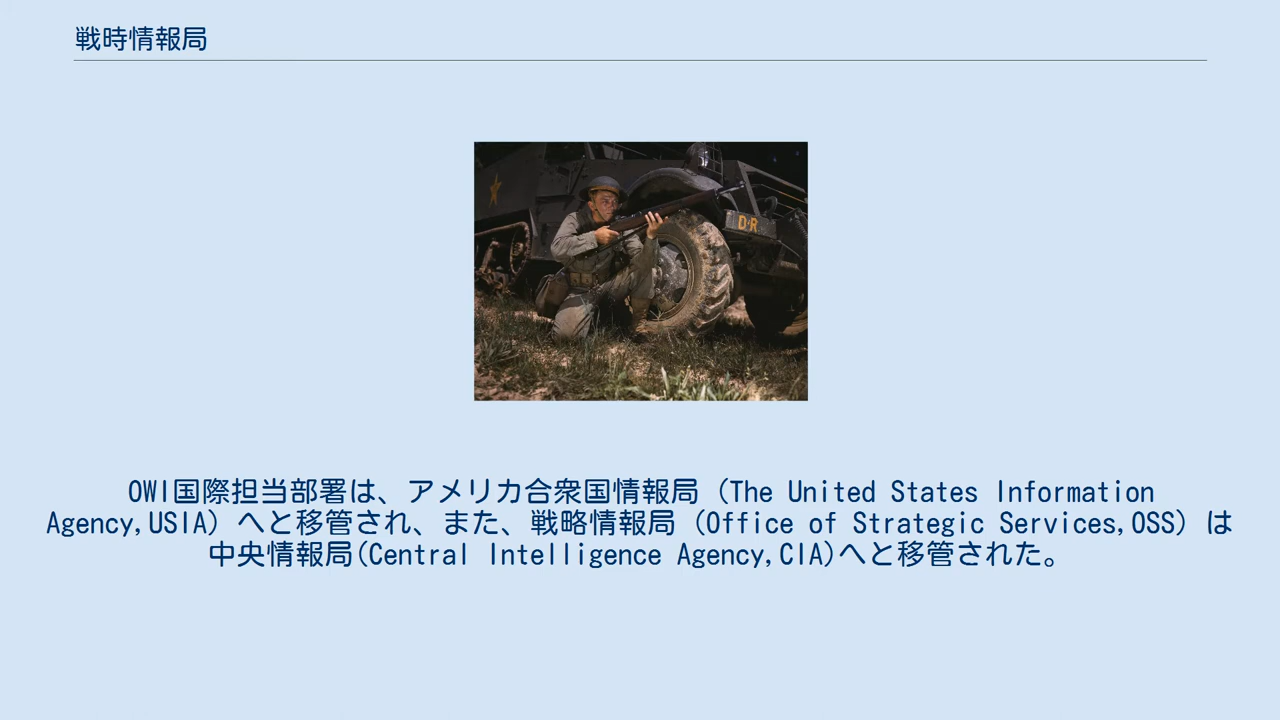 戦時情報局
D R
OWI国際担当部署は、アメリカ合衆国情報局（The United States Information
Agency,USIA）へと移管され、また、戦略情報局（Office of Strategic Services,OSS）は
中央情報局(Central Intelligence Agency,CIA)へと移管された。